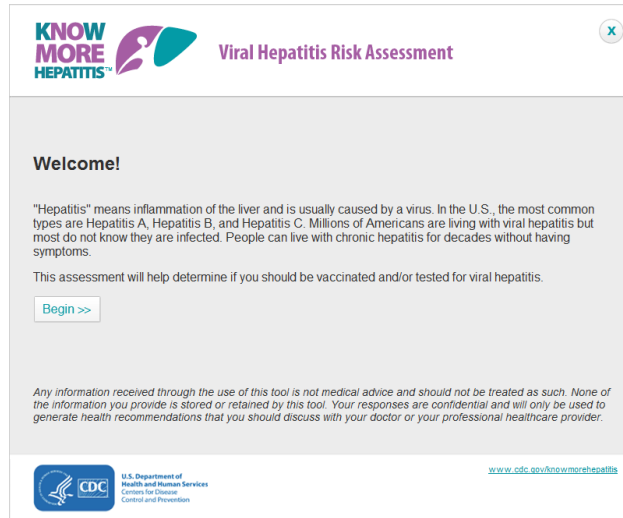 KNOW
MORE
HEPATITIS™
Viral Hepatitis Risk Assessment
x
Welcome!
"Hepatitis" means inflammation of the liver and is usually caused by a virus. In the U.S., the most common
types are Hepatitis A, Hepatitis B, and Hepatitis C. Millions of Americans are living with viral hepatitis but
most do not know they are infected. People can live with chronic hepatitis for decades without having
symptoms.
This assessment will help determine if you should be vaccinated and/or tested for viral hepatitis.
Begin >>
Any information received through the use of this tool is not medical advice and should not be treated as such. None of
the information you provide is stored or retained by this tool. Your responses are confidential and will only be used to
generate health recommendations that you should discuss with your doctor or your professional healthcare provider.
CDC
U.S. Department of
Health and Human Services
Centers for Disease
Control and Prevention
www.cdc.gov/knowmorehepatitis